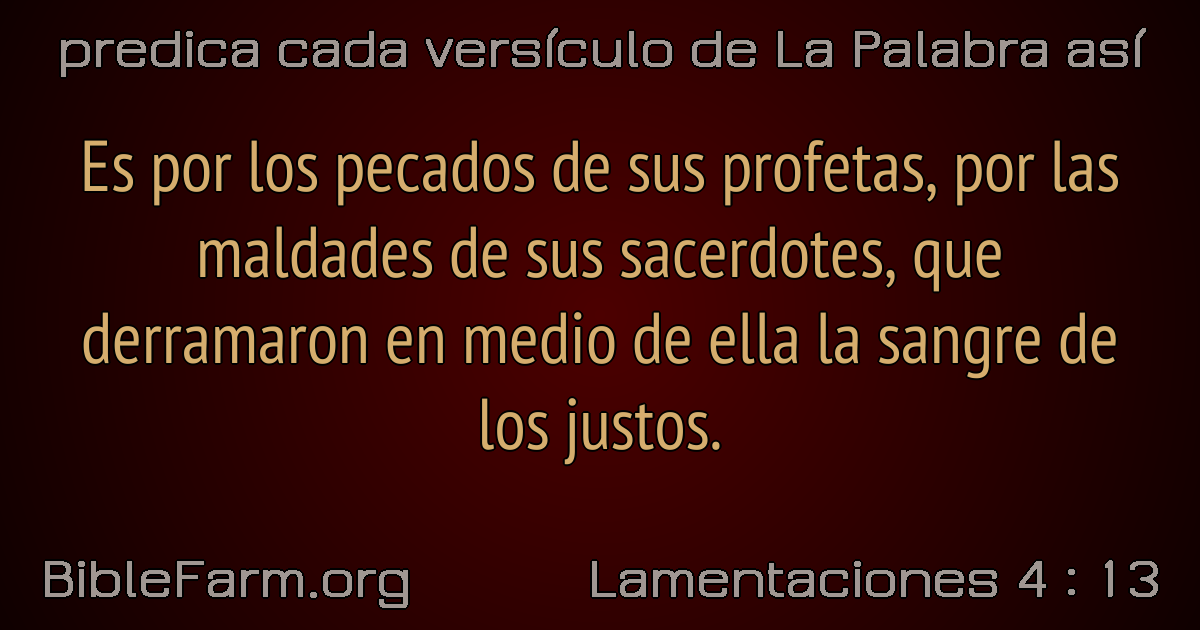 predica cada versículo de La Palabra así
Es por los pecados de sus profetas, por las
maldades de sus sacerdotes, que
derramaron en medio de ella la sangre de
los justos.
BibleFarm.org
Lamentaciones 4 : 13